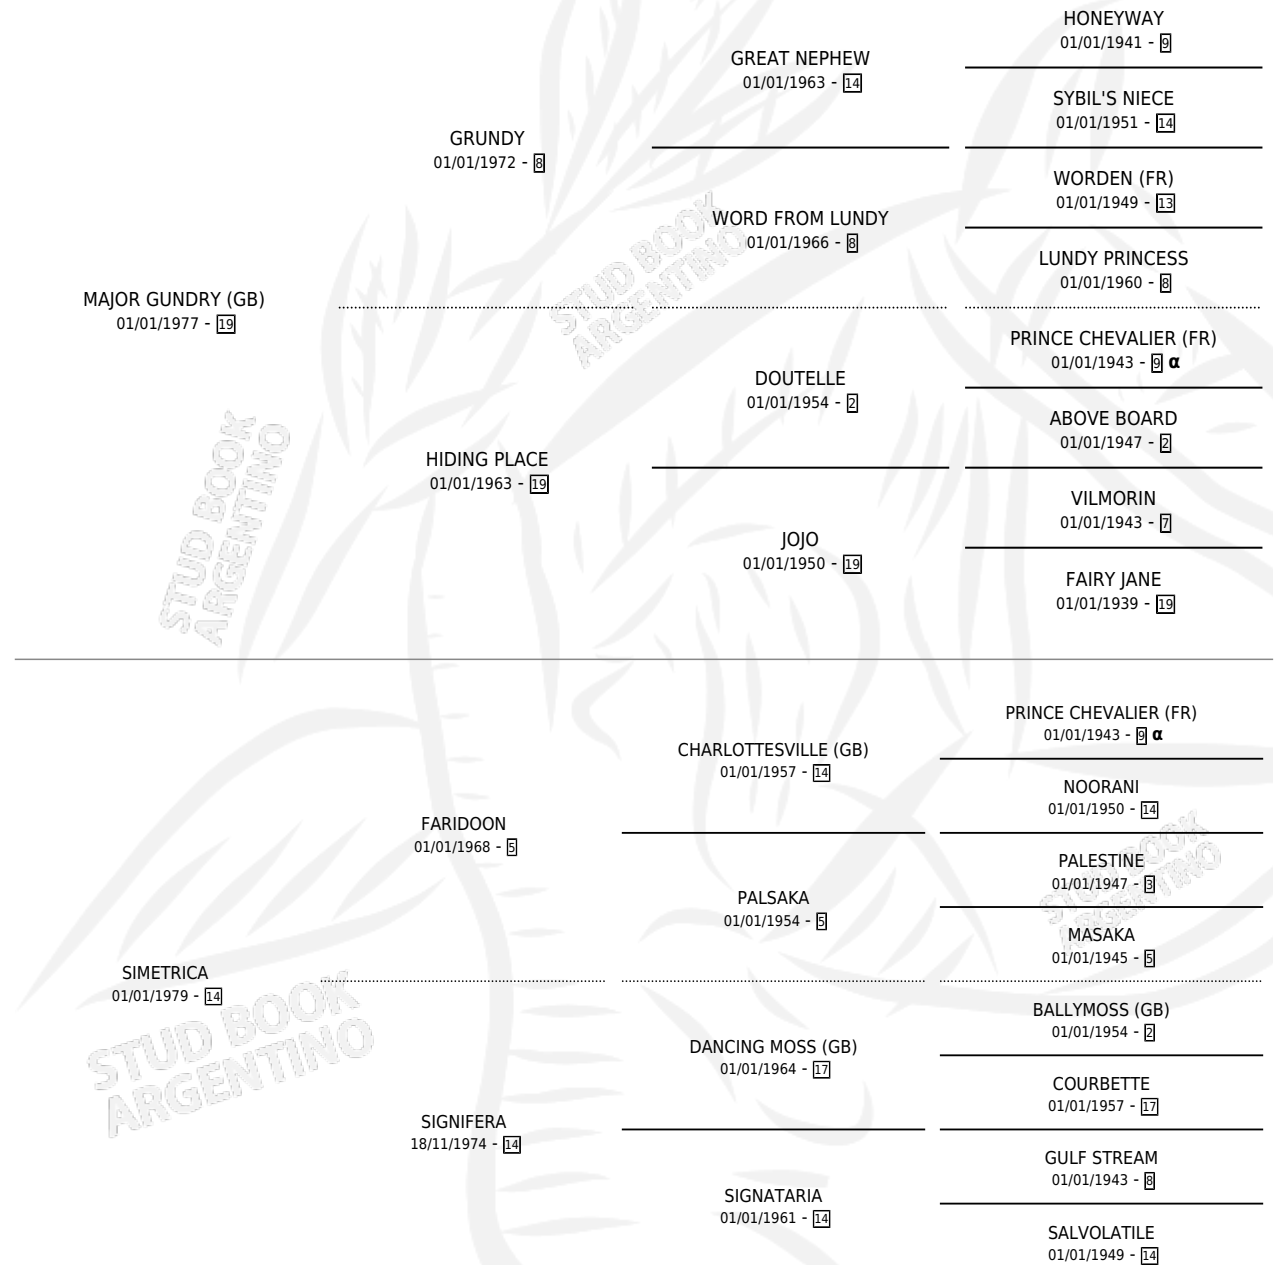 HONEYWAY
01/01/1941 - 9
GREAT NEPHEW
01/01/1963 - 14
SYBIL'S NIECE
01/01/1951 - 14
GRUNDY
01/01/1972 - 8
WORDEN (FR)
01/01/1949 - 13
WORD FROM LUNDY
01/01/1966 - 8
LUNDY PRINCESS
01/01/1960 - 8
MAJOR GUNDRY (GB)
01/01/1977 - 19
PRINCE CHEVALIER (FR)
01/01/1943 - 9 α
DOUTELLE
01/01/1954 - 2
ABOVE BOARD
01/01/1947 - 2
HIDING PLACE
01/01/1963 - 19
VILMORIN
01/01/1943 - 7
JOJO
01/01/1950 - 19
FAIRY JANE
01/01/1939 - 19
PRINCE CHEVALIER (FR)
01/01/1943 - 9 α
CHARLOTTESVILLE (GB)
01/01/1957 - 14
NOORANI
01/01/1950 - 14
FARIDOON
01/01/1968 - 5
PALESTINE
01/01/1947 - 3
PALSAKA
01/01/1954 - 5
MASAKA
01/01/1945 - 5
SIMETRICA
01/01/1979 - 14
BALLYMOSS (GB)
01/01/1954 - 2
DANCING MOSS (GB)
01/01/1964 - 17
COURBETTE
01/01/1957 - 17
SIGNIFERA
18/11/1974 - 14
GULF STREAM
01/01/1943 - 8
SIGNATARIA
01/01/1961 - 14
SALVOLATILE
01/01/1949 - 14
STUD BOOK
ARGENTINO
STUD BOOK
ARGENTINO
STUD BOOK
ARGENTINO
STUD BOOK
ARGENTINO